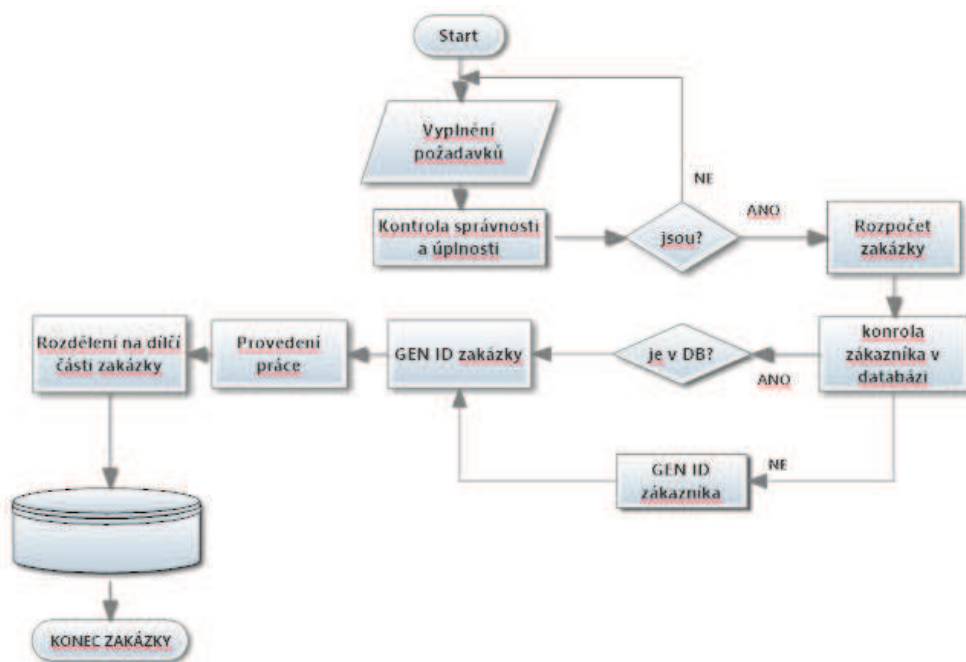 Start
Vyplnění
požadavků
NE
Kontrola správnosti
a úplnosti
jsou?
ANO
Rozpočet
zakázky
Rozdělení na dílčí
části zakázky
Provedení
práce
GEN ID zakázky
je v DB?
ANO
konrola
zákazníka v
databázi
GEN ID
zákazníka
NE
KONEC ZAKÁZKY